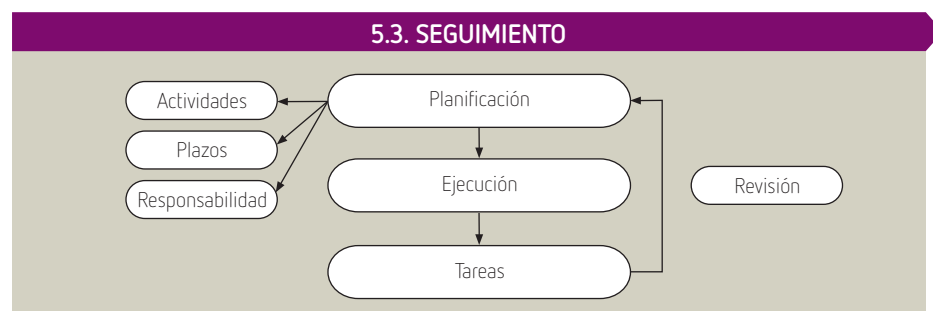 5.3. SEGUIMIENTO
Actividades
Planificación
Plazos
Responsabilidad
Ejecución
Revisión
Tareas